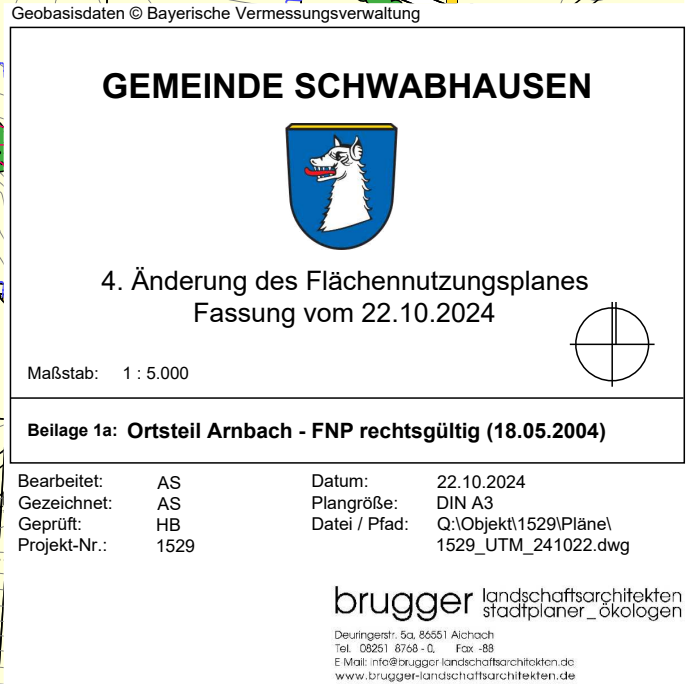 Geobasisdaten © Bayerische Vermessungsverwaltung
GEMEINDE SCHWABHAUSEN
4. Änderung des Flächennutzungsplanes
Fassung vom 22.10.2024
Maßstab: 1 : 5.000
Beilage 1a: Ortsteil Arnbach - FNP rechtsgültig (18.05.2004)
Bearbeitet: AS Datum: 22.10.2024
Gezeichnet: AS Plangröße: DIN A3
Geprüft: HB Datei / Pfad: Q:\Objekt\1529\Pläne\
Projekt-Nr.: 1529 1529_UTM_241022.dwg
brugger landschaftsarchitekten
stadtplaner_ökologen
Deuringerstr. 5a, 86551 Aichach
Tel. 08251 8768 - 0, Fax -88
E Mail: info@brugger-landschaftsarchitekten.de
www.brugger-landschaftsarchitekten.de